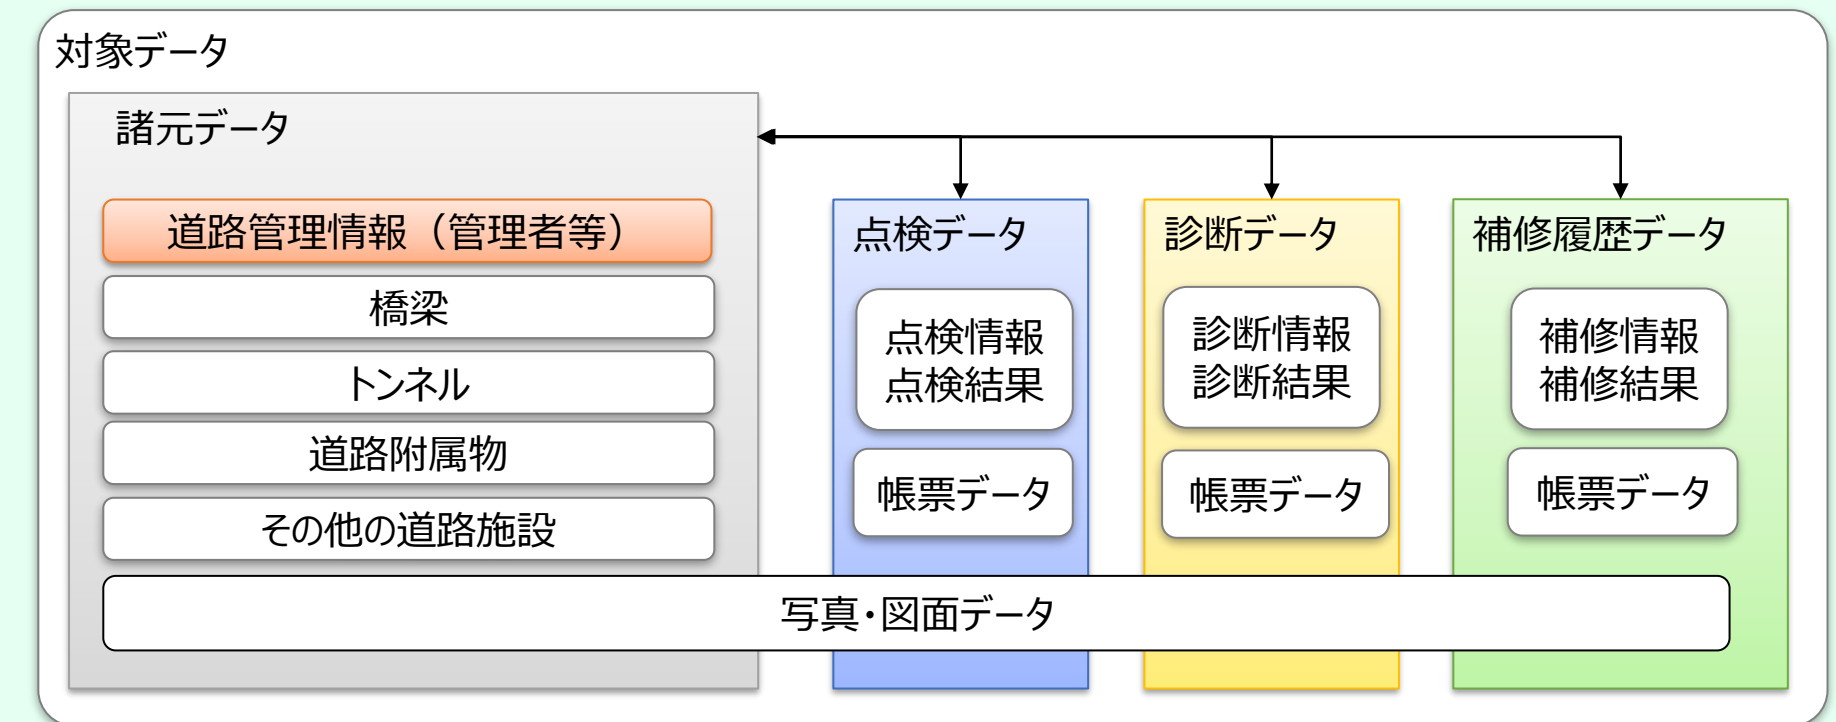 対象データ
諸元データ
道路管理情報（管理者等）
橋梁
トンネル
道路附属物
その他の道路施設
点検データ
点検情報
点検結果
帳票データ
診断データ
診断情報
診断結果
帳票データ
補修履歴データ
補修情報
補修結果
帳票データ
写真・図面データ